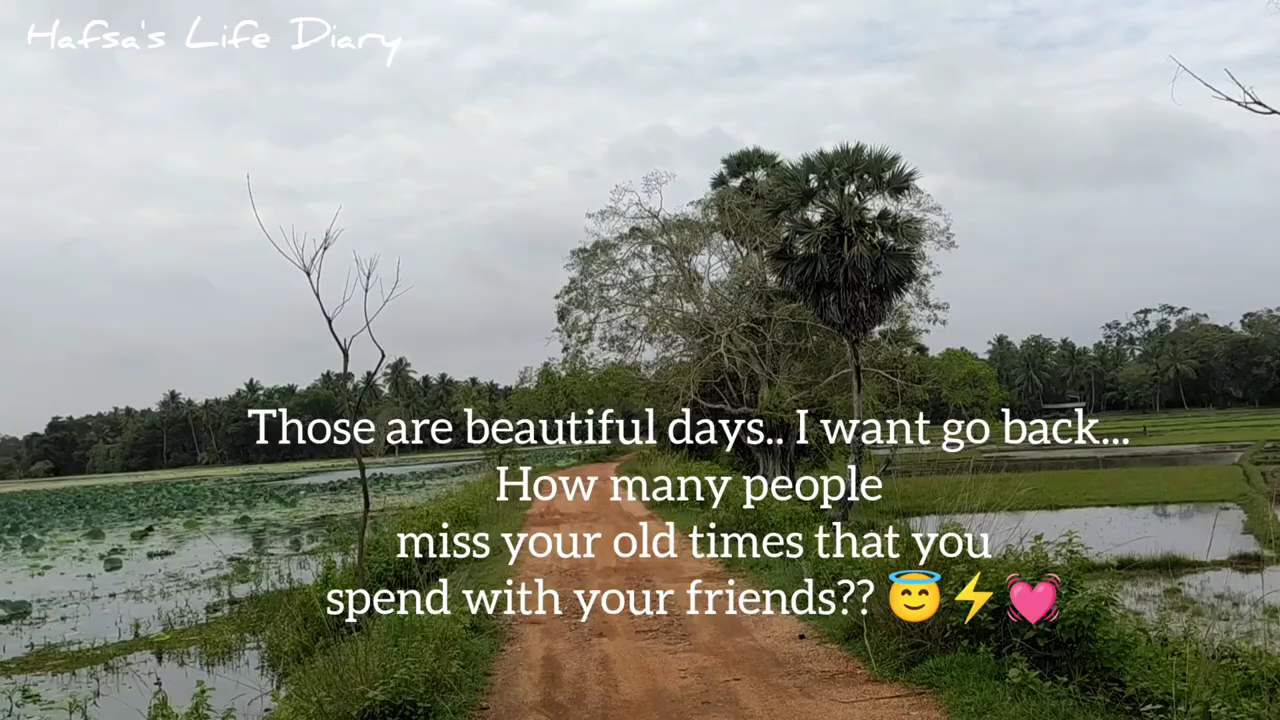 Hafsa's Life Diary
Those are beautiful days.. I want go back...
How many people
miss your old times that you
spend with your friends?? 😇⚡💓